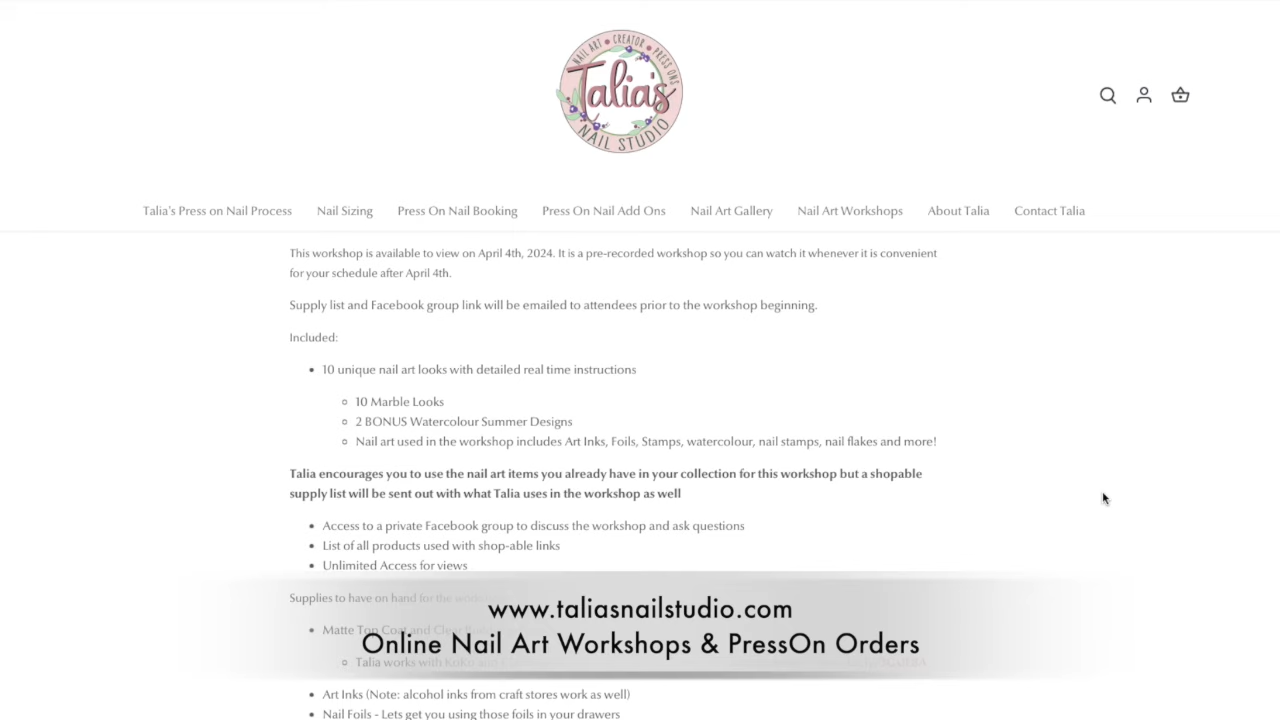 NAIL ART • CREATOR • PRESS ONS
Talia's
NAIL STUDIO
Talia's Press on Nail Process Nail Sizing Press On Nail Booking Press On Nail Add Ons Nail Art Gallery Nail Art Workshops About Talia Contact Talia
This workshop is available to view on April 4th, 2024. It is a pre-recorded workshop so you can watch it whenever it is convenient
for your schedule after April 4th.
Supply list and Facebook group link will be emailed to attendees prior to the workshop beginning.
Included:
• 10 unique nail art looks with detailed real time instructions
○ 10 Marble Looks
○ 2 BONUS Watercolour Summer Designs
○ Nail art used in the workshop includes Art Inks, Foils, Stamps, watercolour, nail stamps, nail flakes and more!
Talia encourages you to use the nail art items you already have in your collection for this workshop but a shopable
supply list will be sent out with what Talia uses in the workshop as well
• Access to a private Facebook group to discuss the workshop and ask questions
• List of all products used with shop-able links
• Unlimited Access for views
Supplies to have on hand for the
www.taliasnailstudio.com
• Matte Top Coat and
Online Nail Art Workshops & PressOn Orders
○ Talia works with
• Art Inks (Note: alcohol inks from craft stores work as well)
• Nail Foils - Lets get you using those foils in your drawers